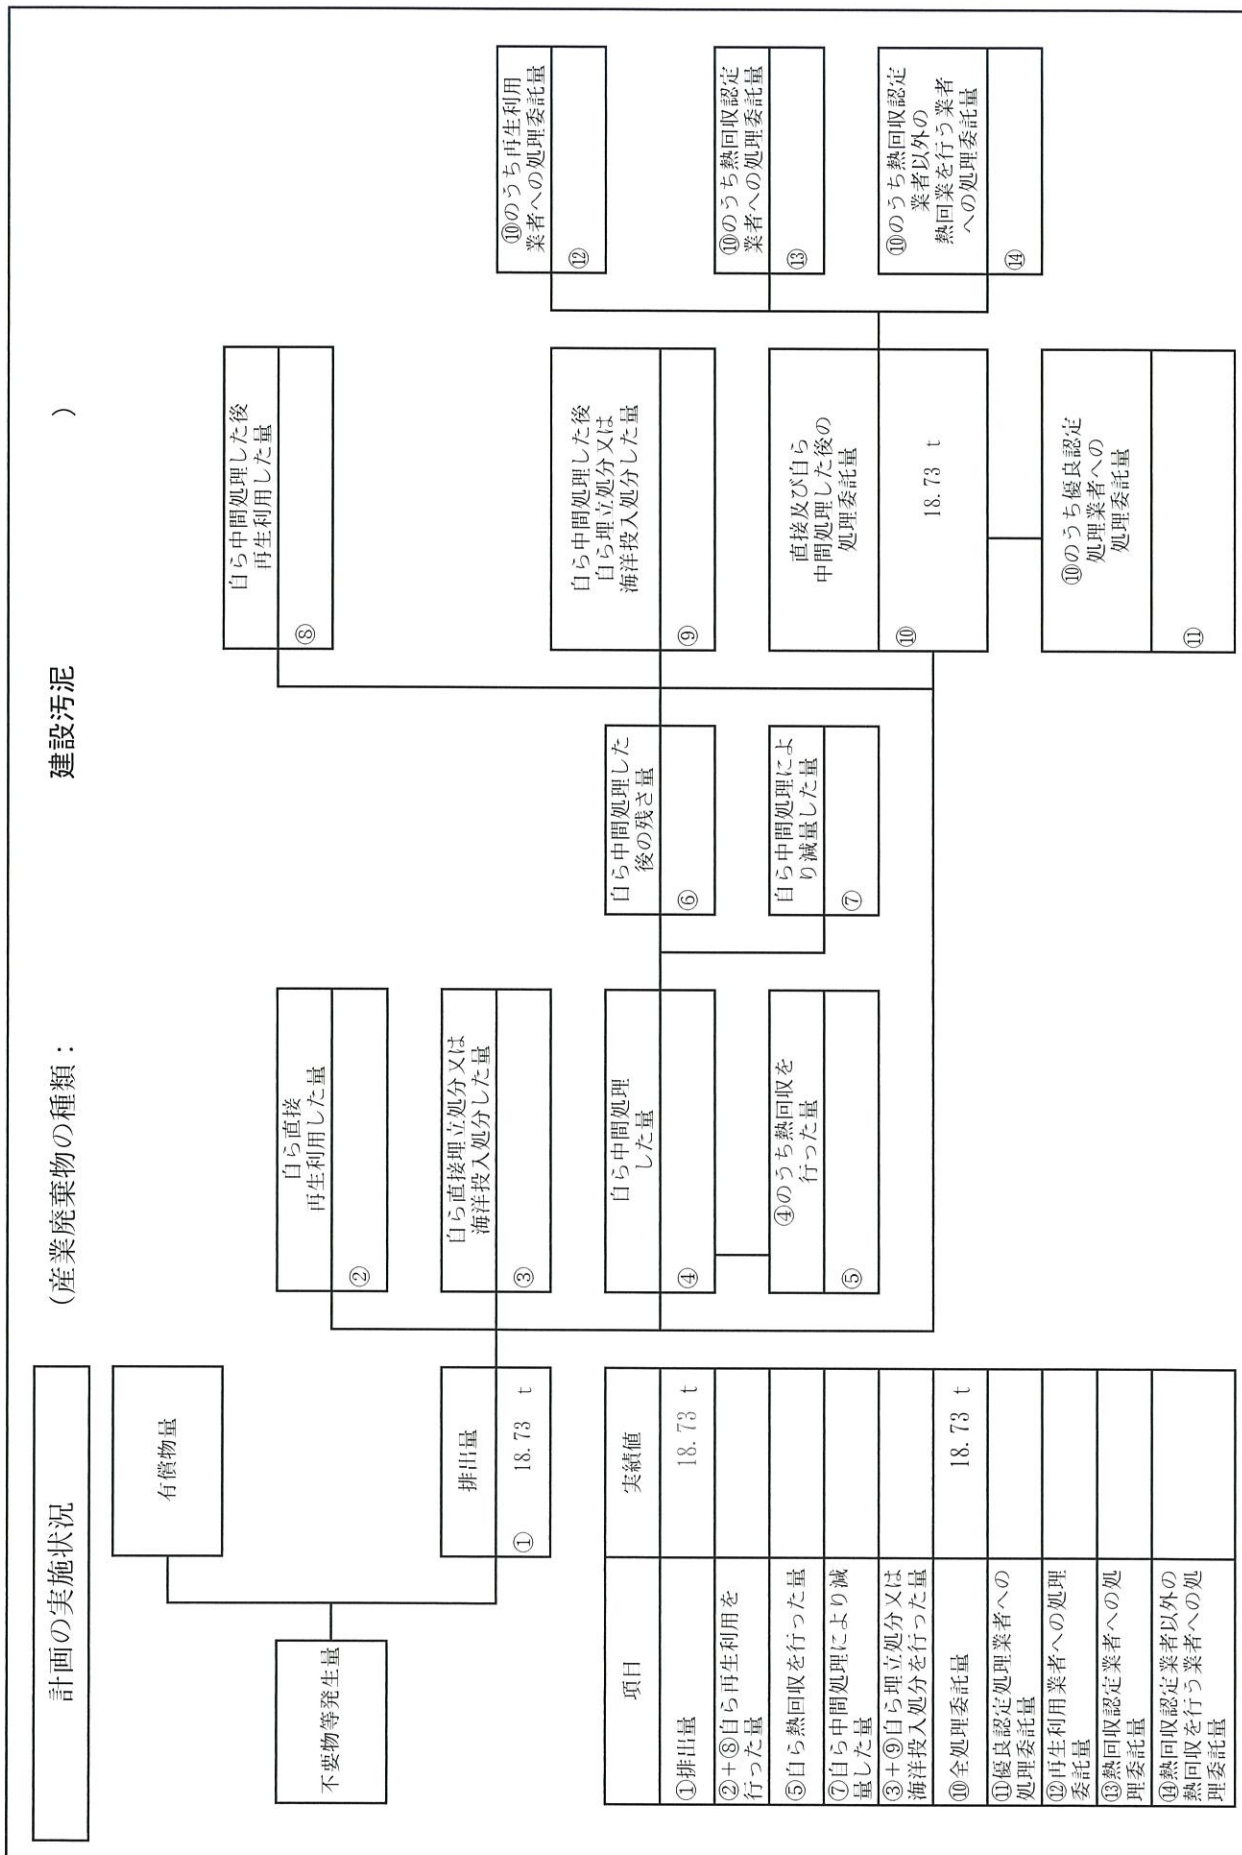 計画の実施状況
(産業廃棄物の種類：
建設汚泥
)
有償物量
不要物等発生量
排出量
① 18.73 t
自ら直接
再生利用した量
②
自ら直接埋立処分又は
海洋投入処分した量
③
自ら中間処理
した量
④
④のうち熱回収を
行った量
⑤
自ら中間処理した
後の残さ量
⑥
自ら中間処理によ
り減量した量
⑦
自ら中間処理した後
再生利用した量
⑧
自ら中間処理した後
自ら埋立処分又は
海洋投入処分した量
⑨
直接及び自ら
中間処理した後の
処理委託量
⑩ 18.73 t
⑩のうち優良認定
処理業者への
処理委託量
⑪
⑩のうち再生利用
業者への処理委託量
⑫
⑩のうち熱回収認定
業者への処理委託量
⑬
⑩のうち熱回収認定
業者以外の
熱回業を行う業者
への処理委託量
⑭
項目 実績値
①排出量 18.73 t
②＋⑧自ら再生利用を
行った量
⑤自ら熱回収を行った量
⑦自ら中間処理により減
量した量
③＋⑨自ら埋立処分又は
海洋投入処分を行った量
⑩全処理委託量 18.73 t
⑪優良認定処理業者への
処理委託量
⑫再生利用業者への処理
委託量
⑬熱回収認定業者への処
理委託量
⑭熱回収認定業者以外の
熱回収を行う業者への処
理委託量